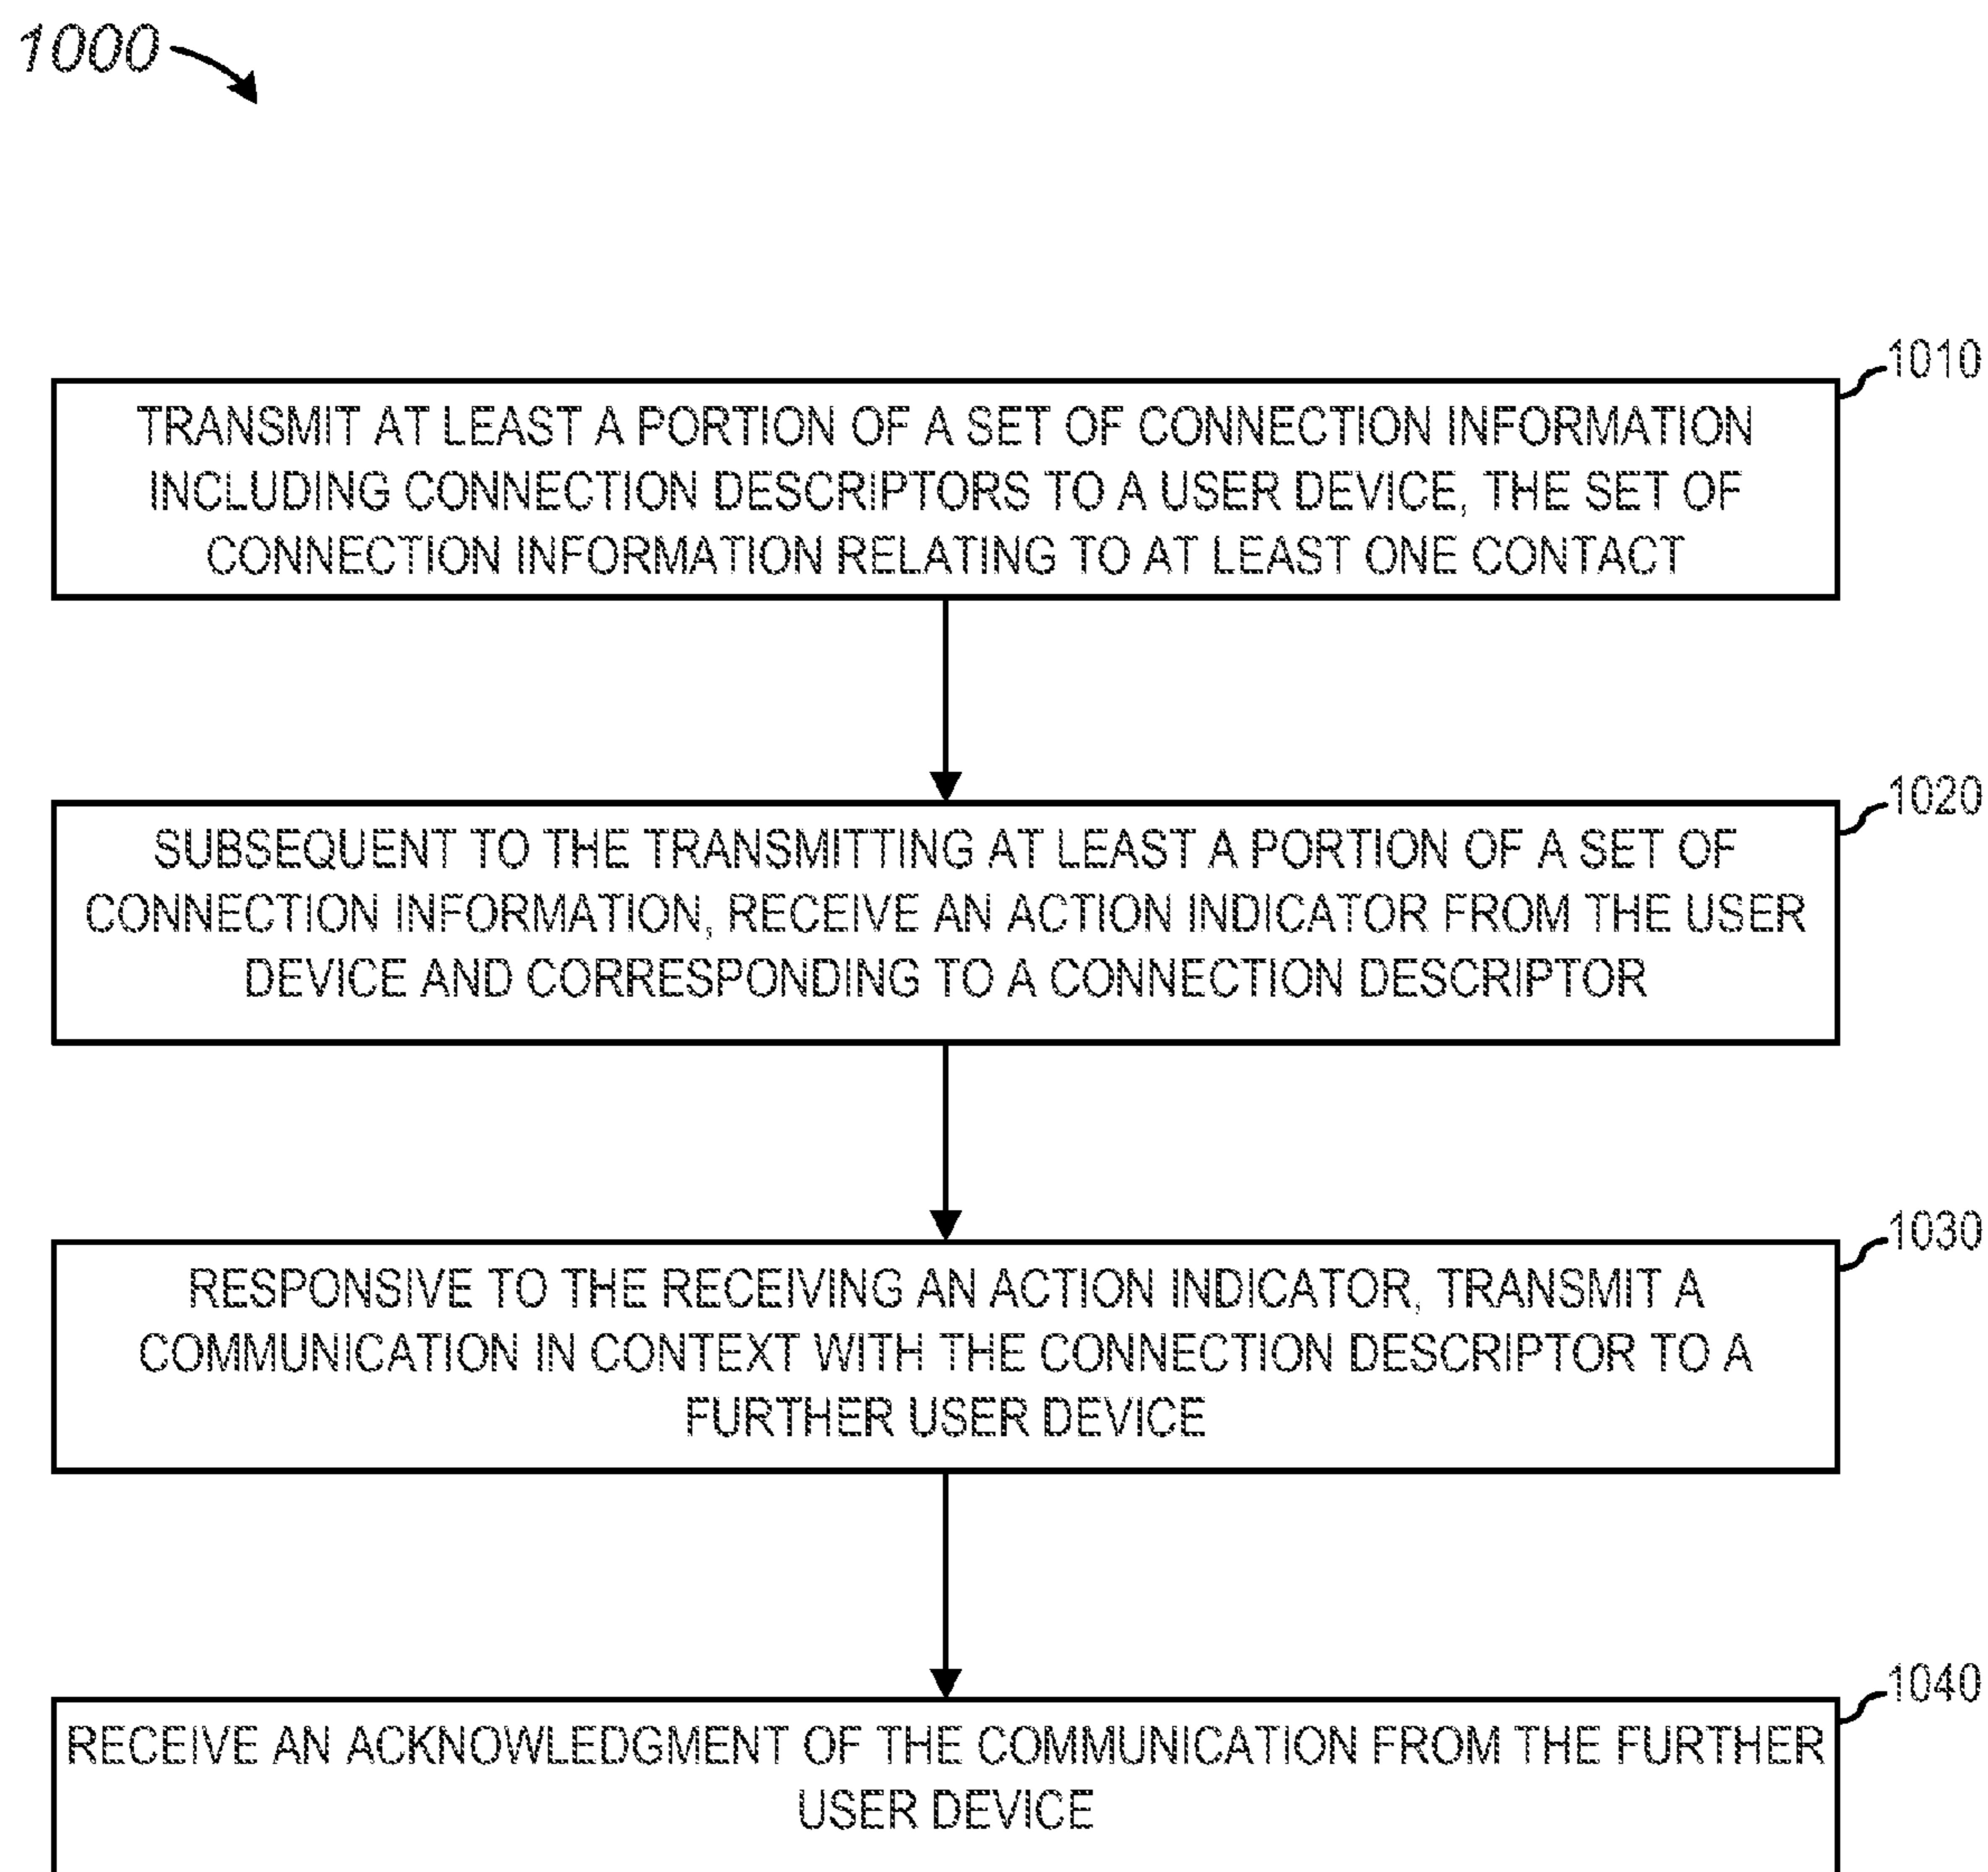 1000
1010
TRANSMIT AT LEAST A PORTION OF A SET OF CONNECTION INFORMATION
INCLUDING CONNECTION DESCRIPTORS TO A USER DEVICE, THE SET OF
CONNECTION INFORMATION RELATING TO AT LEAST ONE CONTACT
1020
SUBSEQUENT TO THE TRANSMITTING AT LEAST A PORTION OF A SET OF
CONNECTION INFORMATION, RECEIVE AN ACTION INDICATOR FROM THE USER
DEVICE AND CORRESPONDING TO A CONNECTION DESCRIPTOR
1030
RESPONSIVE TO THE RECEIVING AN ACTION INDICATOR, TRANSMIT A
COMMUNICATION IN CONTEXT WITH THE CONNECTION DESCRIPTOR TO A
FURTHER USER DEVICE
1040
RECEIVE AN ACKNOWLEDGMENT OF THE COMMUNICATION FROM THE FURTHER
USER DEVICE